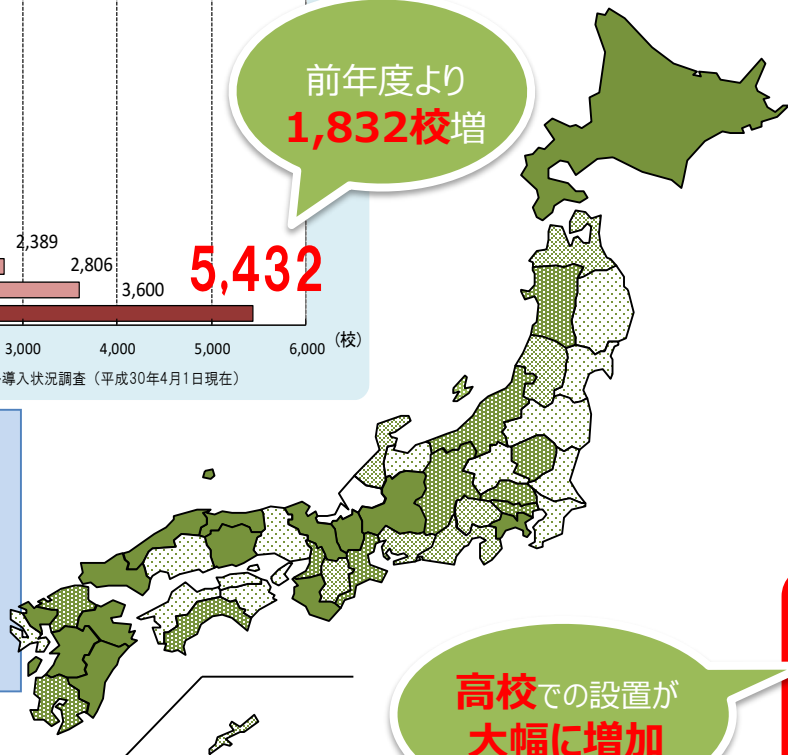 前年度より
1,832校増
2,389
2,806
3,600
5,432
3,000
4,000
5,000
6,000
(校)
導入状況調査（平成30年4月1日現在）
高校での設置が
大幅に増加